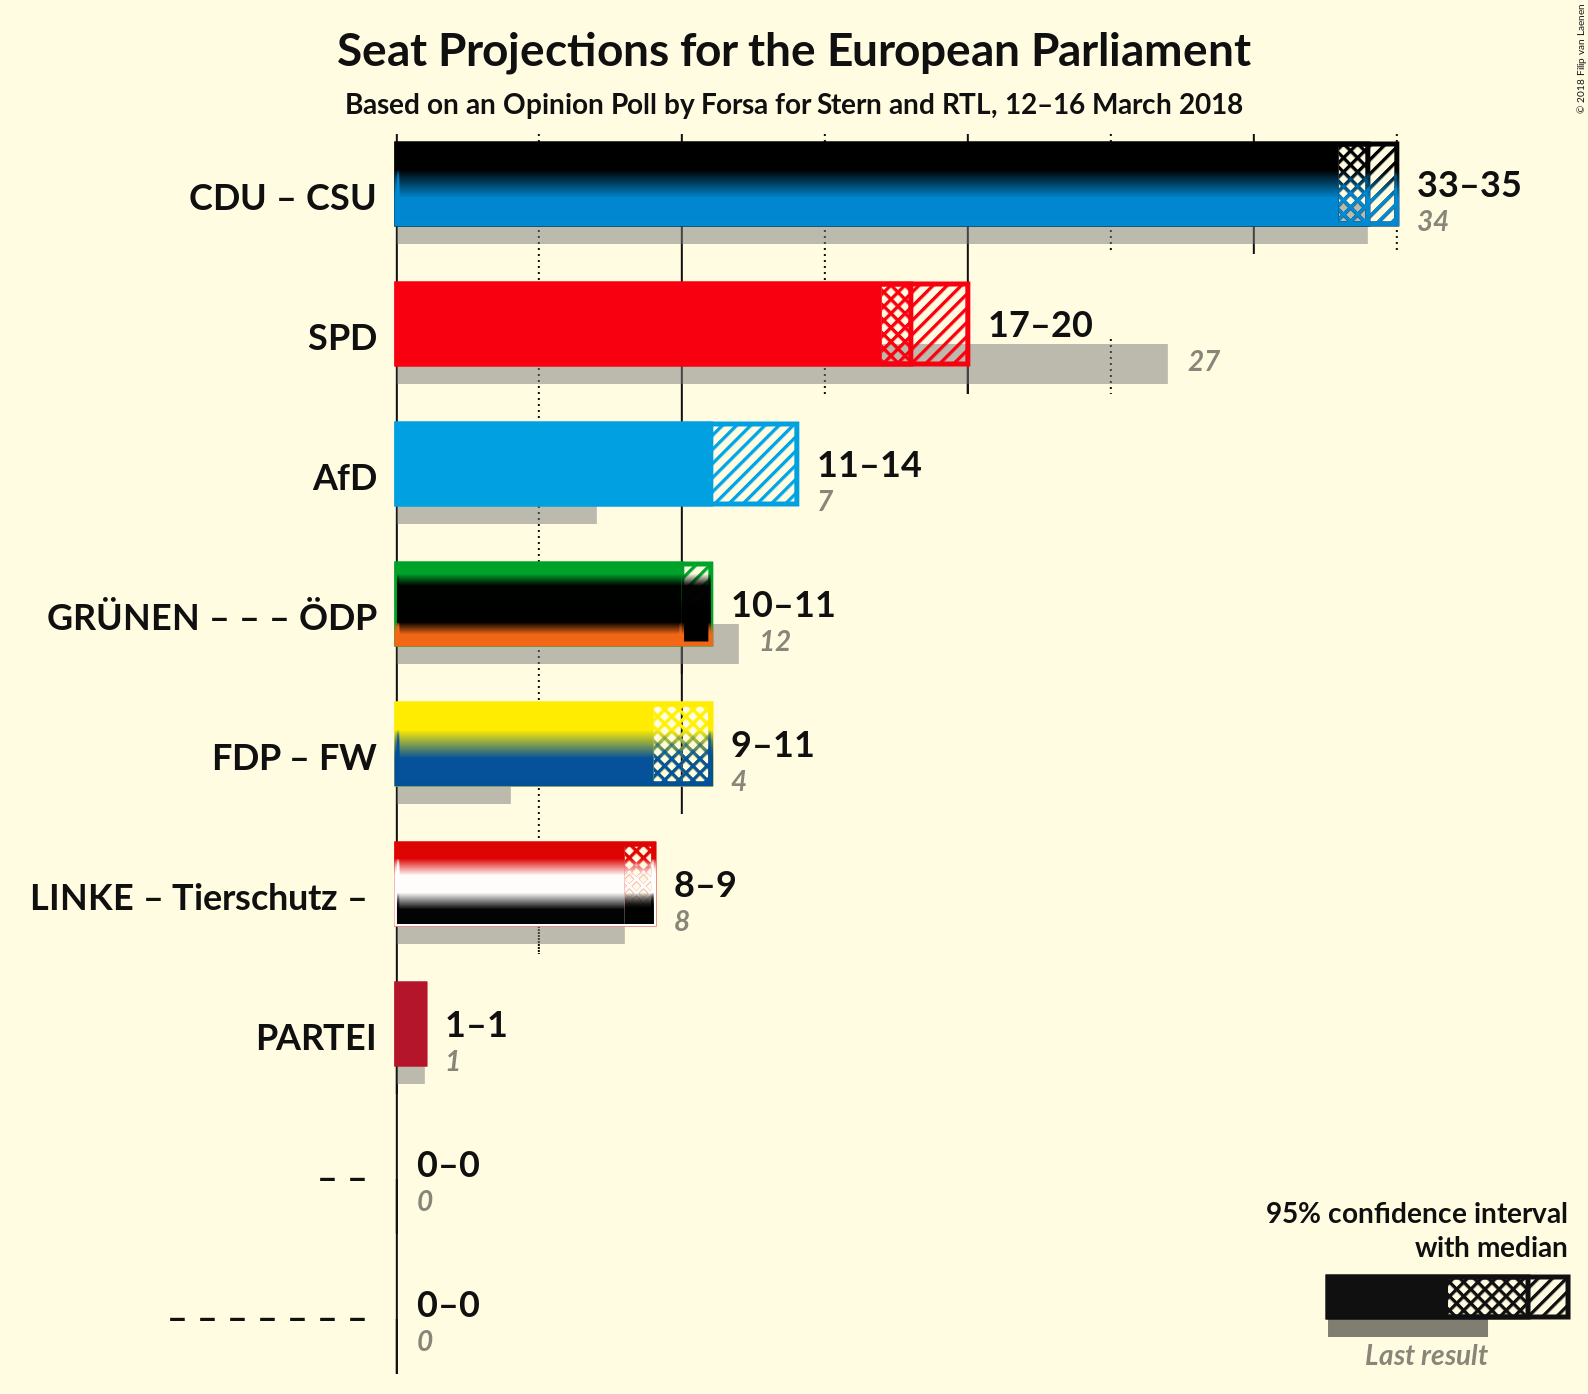 Seat Projections for the European Parliament
Based on an Opinion Poll by Forsa for Stern and RTL, 12–16 March 2018
© 2018 Filip van Laenen
CDU – CSU
33–35
34
SPD
17–20
27
AfD
11–14
7
GRÜNEN – – – ÖDP
10–11
12
FDP – FW
9–11
4
LINKE – Tierschutz –
8–9
8
PARTEI
1–1
1
– –
0–0
0
– – – – – – –
0–0
0
95% confidence interval
with median
Last result